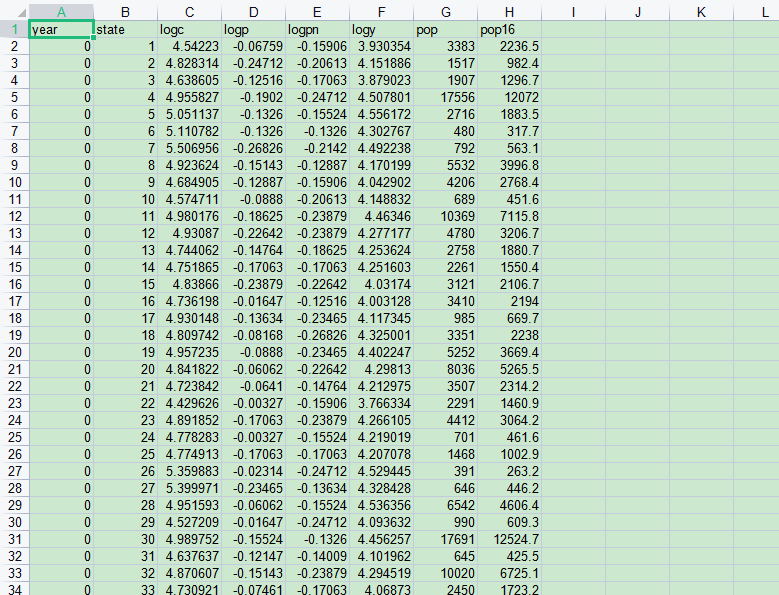 A B C D E F G H I J K L
1 year state logc logp logpn logy pop pop16
2 0 1 4.54223 -0.06759 -0.15906 3.930354 3383 2236.5
3 0 2 4.828314 -0.24712 -0.20613 4.151886 1517 982.4
4 0 3 4.638605 -0.12516 -0.17063 3.879023 1907 1296.7
5 0 4 4.955827 -0.1902 -0.24712 4.507801 17556 12072
6 0 5 5.051137 -0.1326 -0.15524 4.556172 2716 1883.5
7 0 6 5.110782 -0.1326 -0.1326 4.302767 480 317.7
8 0 7 5.506956 -0.26826 -0.2142 4.492238 792 563.1
9 0 8 4.923624 -0.15143 -0.12887 4.170199 5532 3996.8
10 0 9 4.684905 -0.12887 -0.15906 4.042902 4206 2768.4
11 0 10 4.574711 -0.0888 -0.20613 4.148832 689 451.6
12 0 11 4.980176 -0.18625 -0.23879 4.46346 10369 7115.8
13 0 12 4.93087 -0.22642 -0.23879 4.277177 4780 3206.7
14 0 13 4.744062 -0.14764 -0.18625 4.253624 2758 1880.7
15 0 14 4.751865 -0.17063 -0.17063 4.251603 2261 1550.4
16 0 15 4.83866 -0.23879 -0.22642 4.03174 3121 2106.7
17 0 16 4.736198 -0.01647 -0.12516 4.003128 3410 2194
18 0 17 4.930148 -0.13634 -0.23465 4.117345 985 669.7
19 0 18 4.809742 -0.08168 -0.26826 4.325001 3351 2238
20 0 19 4.957235 -0.0888 -0.23465 4.402247 5252 3669.4
21 0 20 4.841822 -0.06062 -0.22642 4.29813 8036 5265.5
22 0 21 4.723842 -0.0641 -0.14764 4.212975 3507 2314.2
23 0 22 4.429626 -0.00327 -0.15906 3.766334 2291 1460.9
24 0 23 4.891852 -0.17063 -0.23879 4.266105 4412 3064.2
25 0 24 4.778283 -0.00327 -0.15524 4.219019 701 461.6
26 0 25 4.774913 -0.17063 -0.17063 4.207078 1468 1002.9
27 0 26 5.359883 -0.02314 -0.24712 4.529445 391 263.2
28 0 27 5.399971 -0.23465 -0.13634 4.328428 646 446.2
29 0 28 4.951593 -0.06062 -0.15524 4.536356 6542 4606.4
30 0 29 4.527209 -0.01647 -0.24712 4.093632 990 609.3
31 0 30 4.989752 -0.15524 -0.1326 4.456257 17691 12524.7
32 0 31 4.637637 -0.12147 -0.14009 4.101962 645 425.5
33 0 32 4.870607 -0.15143 -0.23879 4.294519 10020 6725.1
34 0 33 4.730921 -0.07461 -0.17063 4.06873 2450 1723.2